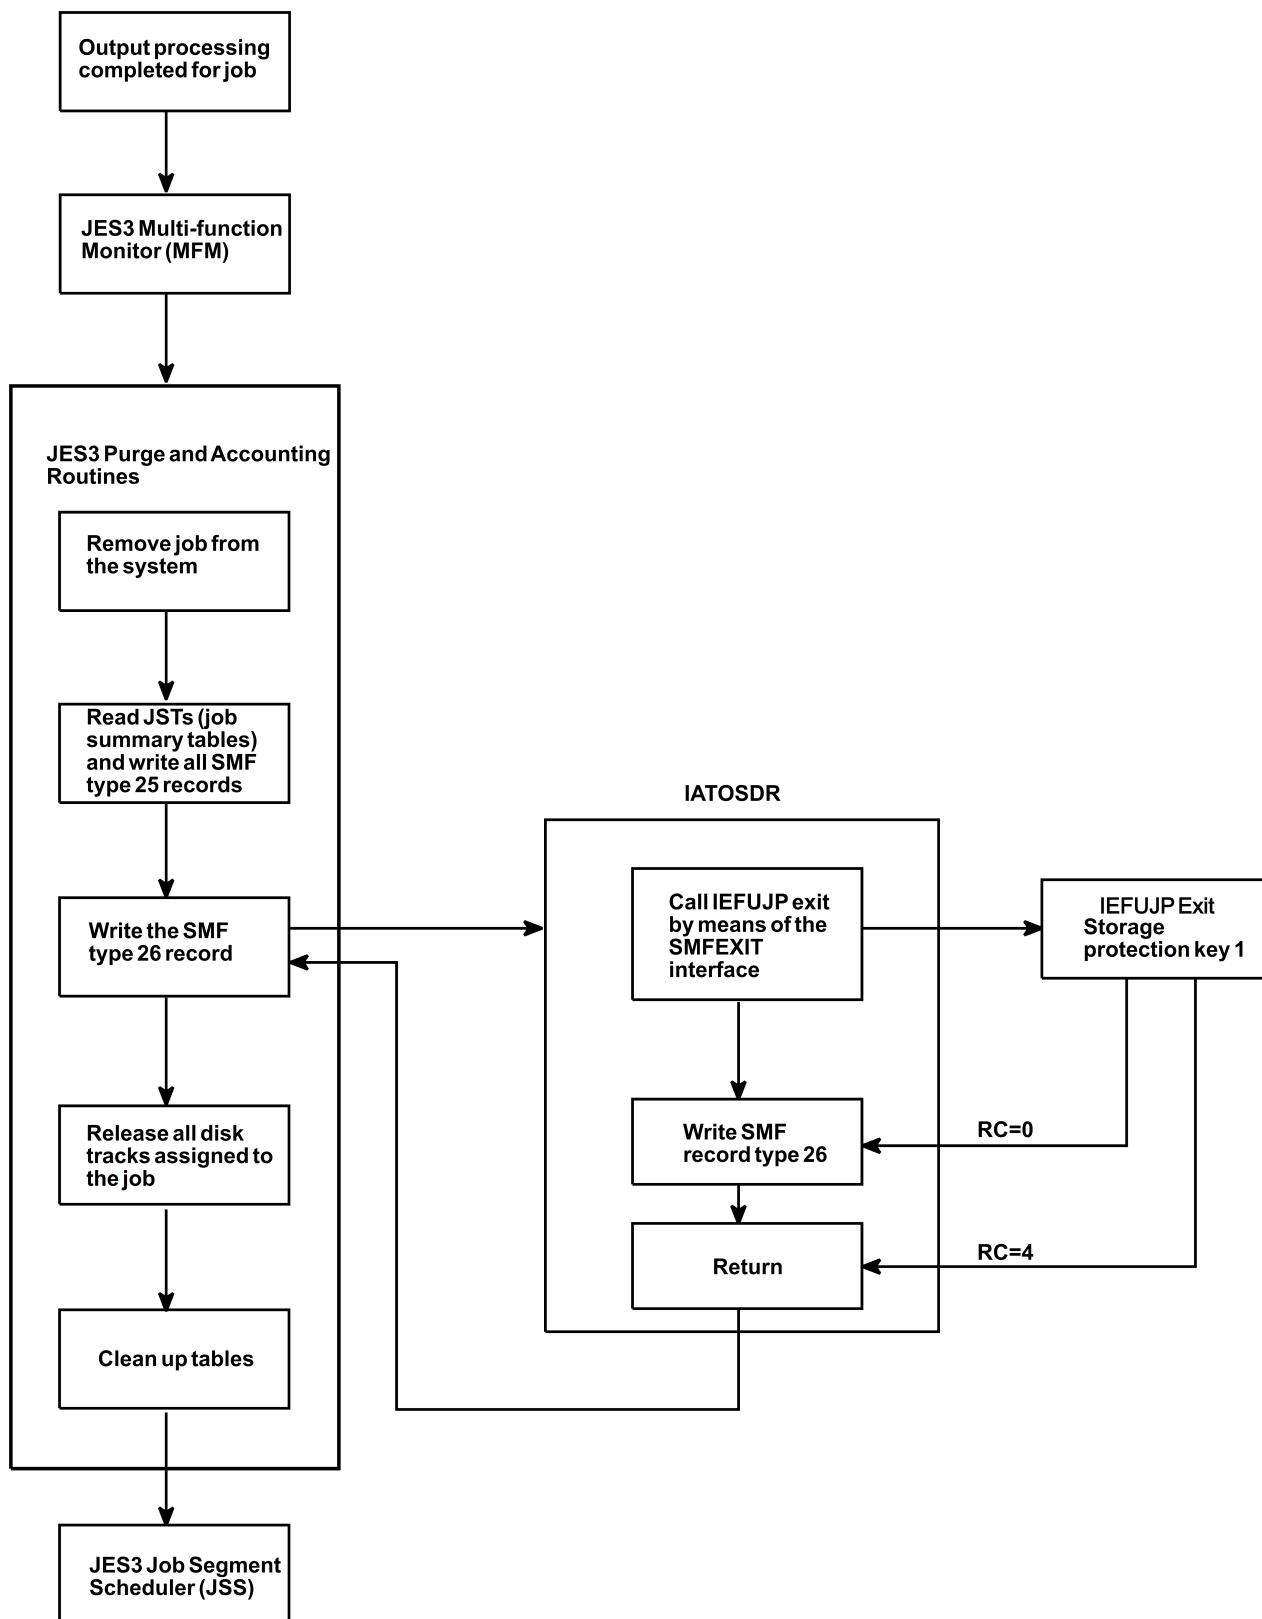 Output processing
completed for job
JES3 Multi-function
Monitor (MFM)
JES3 Purge and Accounting
Routines
Remove job from
the system
Read JSTs (job
summary tables)
and write all SMF
type 25 records
Write the SMF
type 26 record
Release all disk
tracks assigned to
the job
Clean up tables
JES3 Job Segment
Scheduler (JSS)
IATOSDR
Call IEFUJP exit
by means of the
SMFEXIT
interface
Write SMF
record type 26
Return
IEFUJP Exit
Storage
protection key 1
RC=0
RC=4